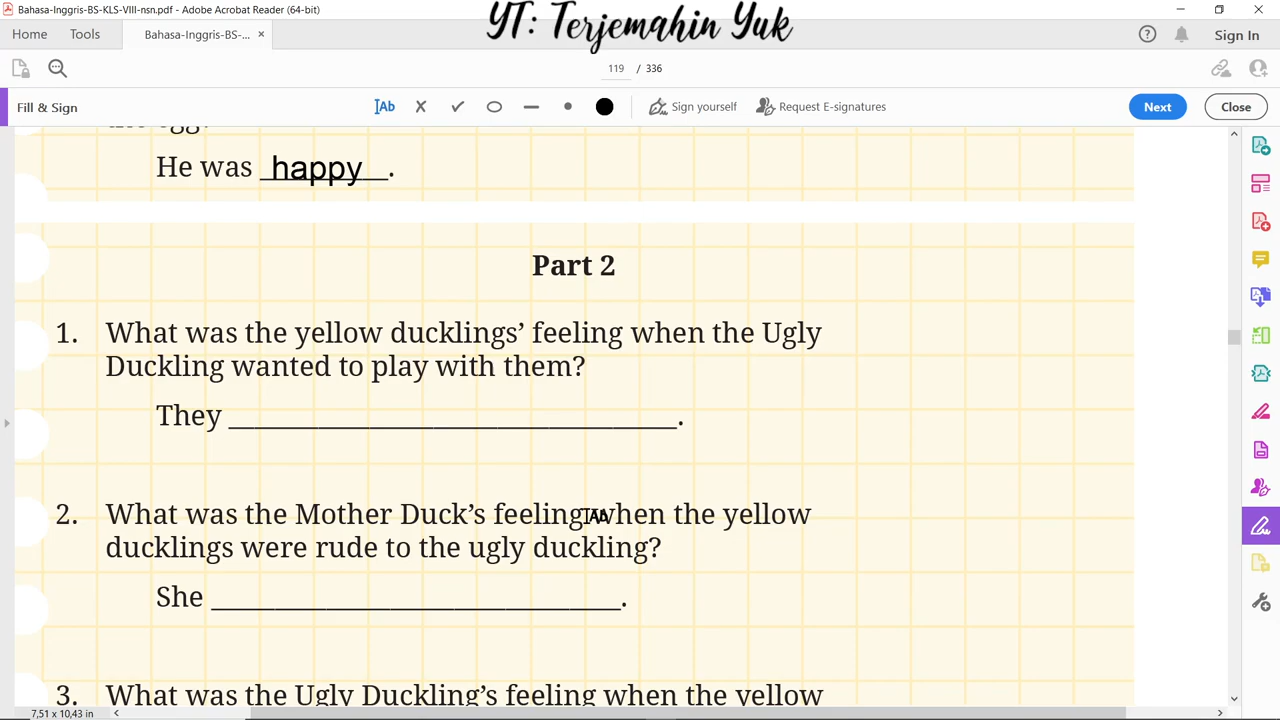 Bahasa-Inggris-BS-KLS-VIII-nsn.pdf - Adobe Acrobat Reader (64-bit)
YT: Terjemahin Yuk
Home Tools Bahasa-Inggris-BS-... × Sign In
119 / 336
Fill & Sign Ab Sign yourself Request E-signatures Next Close
He was happy.
Part 2
1. What was the yellow ducklings’ feeling when the Ugly
Duckling wanted to play with them?
They ____________________________.
2. What was the Mother Duck’s feeling when the yellow
ducklings were rude to the ugly duckling?
She __________________________.
3. What was the Ugly Duckling’s feeling when the yellow
7,51 x 10,43 in